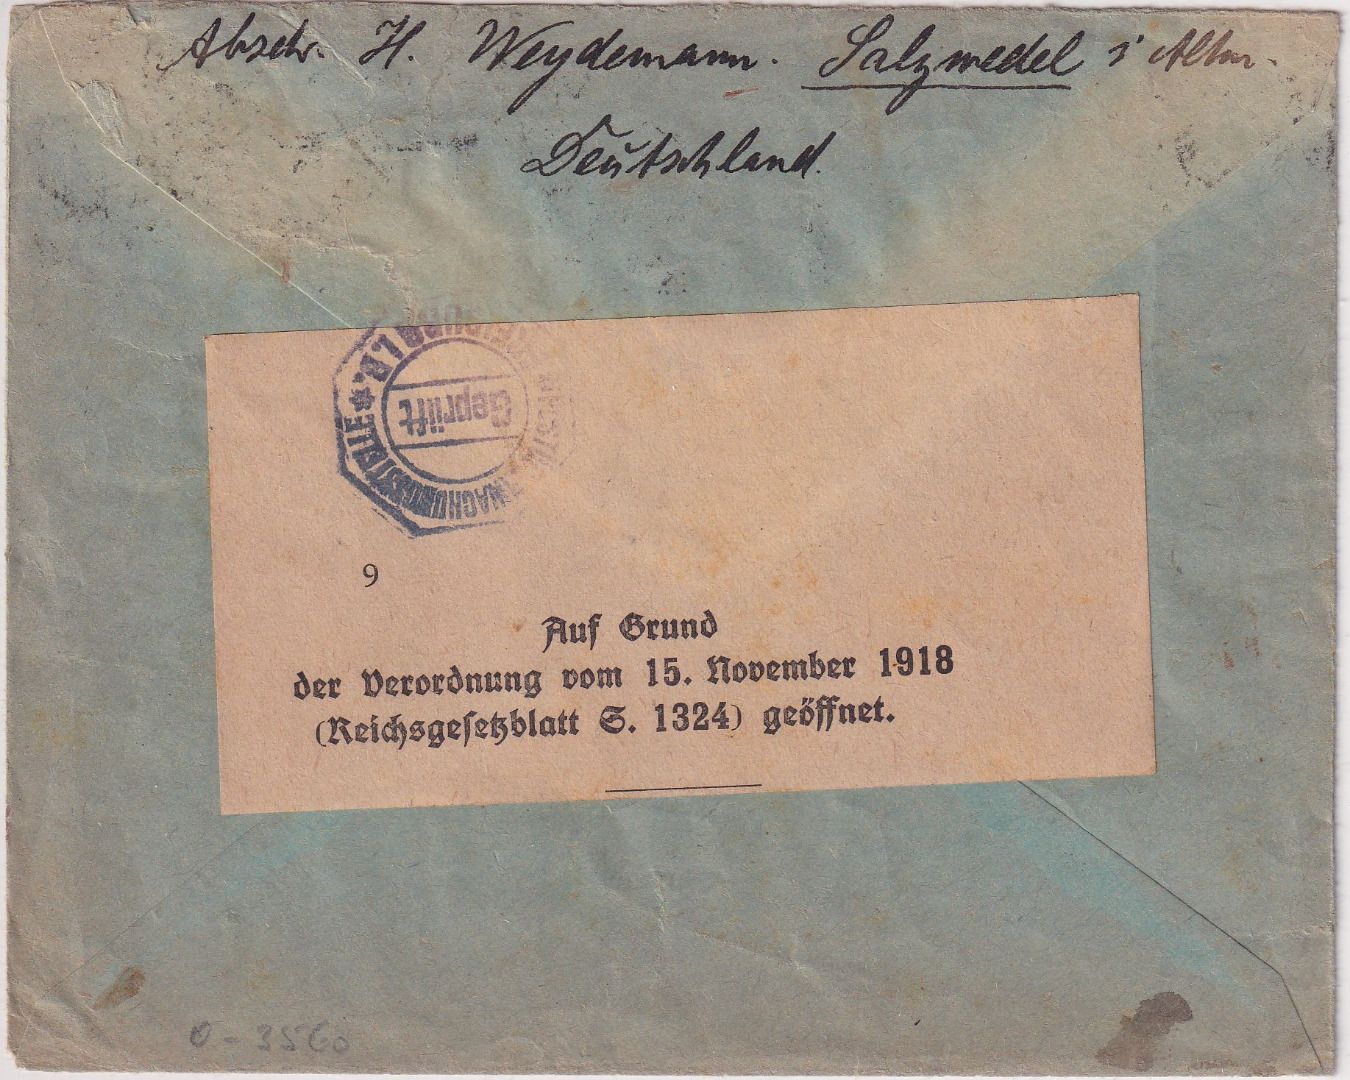 Absdr. H. Weydemann. Salzwedel i Altm.
Deutschland.
Geprüft
9
Auf Grund
der Verordnung vom 15. November 1918
(Reichsgesetzblatt S. 1324) geöffnet.
0-3560